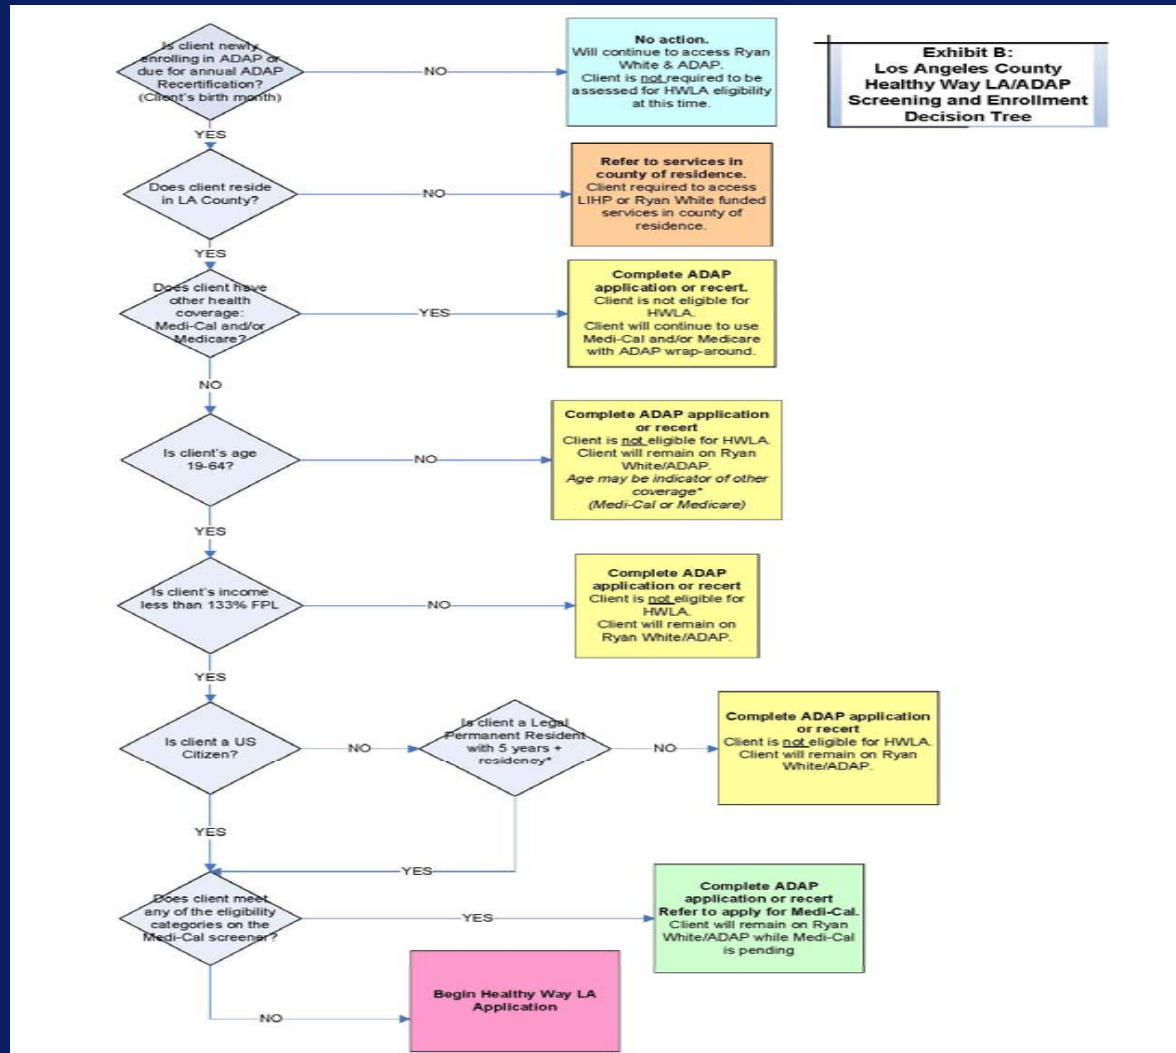 Exhibit B:
Los Angeles County
Healthy Way LA/ADAP
Screening and Enrollment
Decision Tree
Is client newly
enrolling in ADAP or
due for annual ADAP
Recertification?
(Client's birth month)
NO
No action.
Will continue to access Ryan
White & ADAP.
Client is not required to be
assessed for HWLA eligibility
at this time.
YES
Does client reside
in LA County?
NO
Refer to services in
county of residence.
Client required to access
LIHP or Ryan White funded
services in county of
residence.
YES
Does client have
other health
coverage:
Medi-Cal and/or
Medicare?
YES
Complete ADAP
application or recert.
Client is not eligible for
HWLA.
Client will continue to use
Medi-Cal and/or Medicare
with ADAP wrap-around.
NO
Is client's age
19-64?
NO
Complete ADAP application
or recert
Client is not eligible for HWLA.
Client will remain on Ryan
White/ADAP.
Age may be indicator of other
coverage*
(Medi-Cal or Medicare)
YES
Is client's income
less than 133% FPL
NO
Complete ADAP
application or recert
Client is not eligible for
HWLA.
Client will remain on
Ryan White/ADAP.
YES
Is client a US
Citizen?
NO
Is client a Legal
Permanent Resident
with 5 years +
residency*
NO
Complete ADAP application
or recert
Client is not eligible for HWLA.
Client will remain on Ryan
White/ADAP.
YES
YES
Does client meet
any of the eligibility
categories on the
Medi-Cal screener?
YES
Complete ADAP
application or recert
Refer to apply for Medi-Cal.
Client will remain on Ryan
White/ADAP while Medi-Cal
is pending
NO
Begin Healthy Way LA
Application